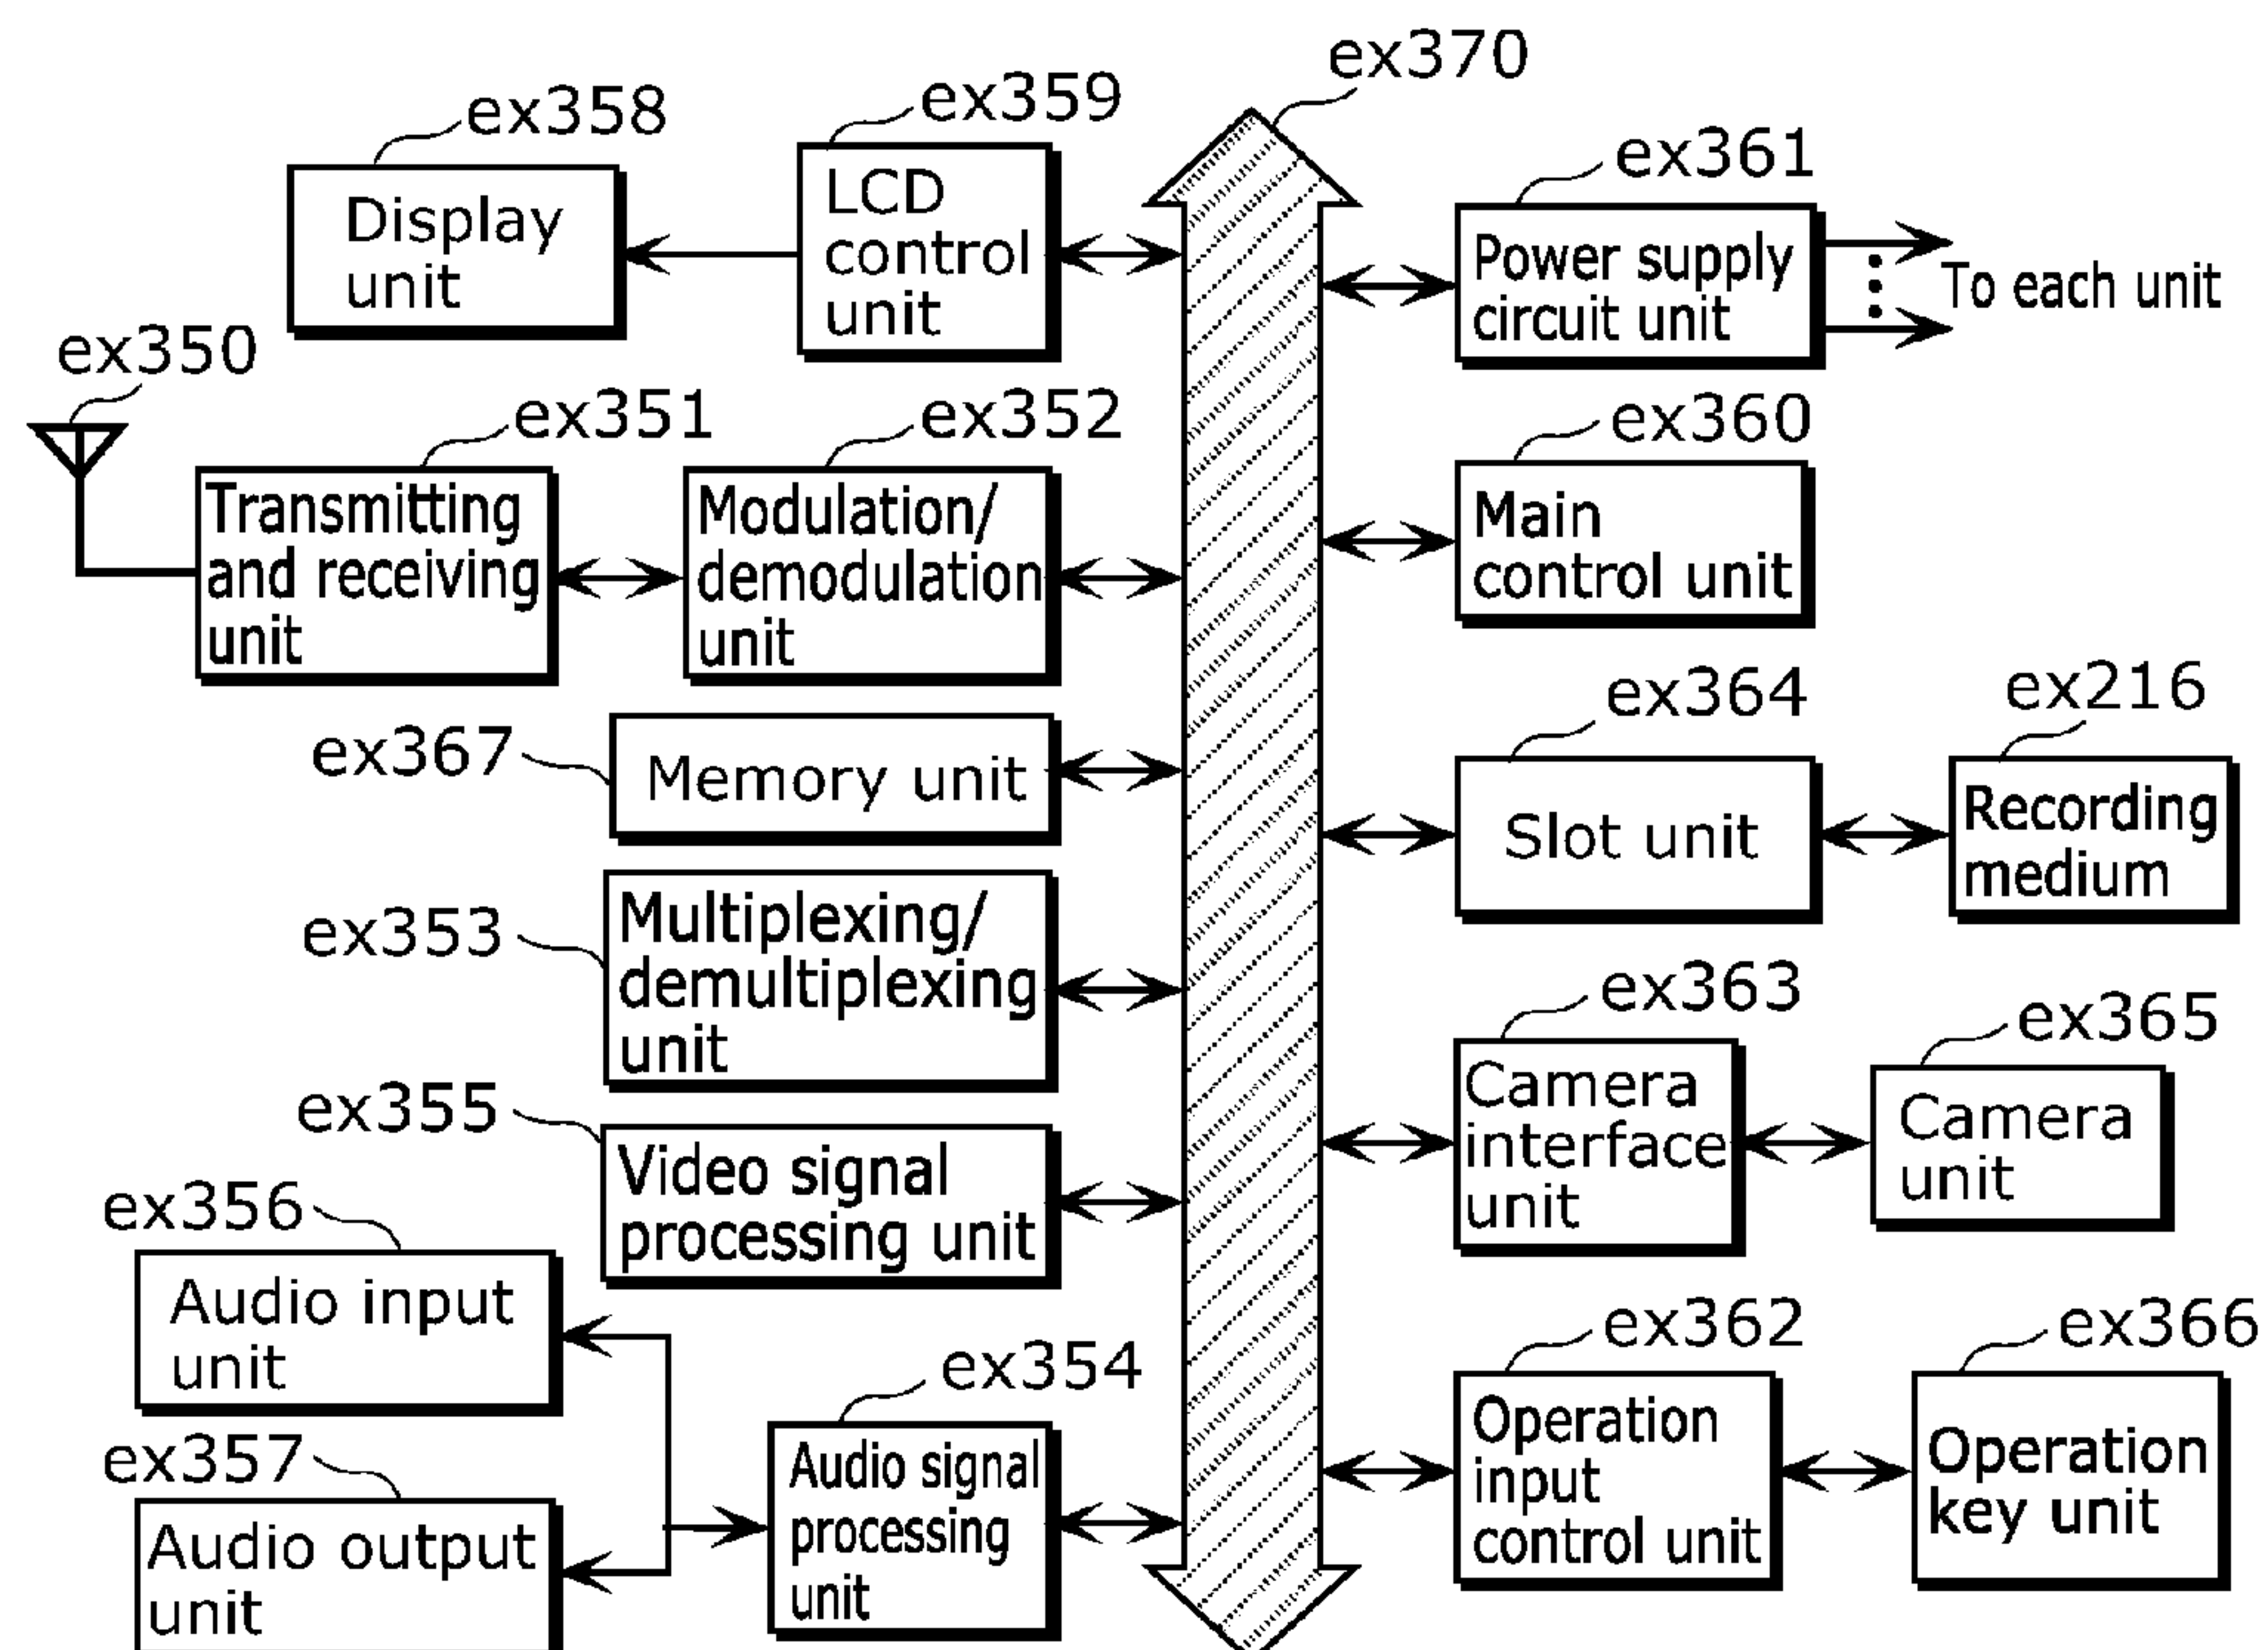 ex370
ex358
ex359
ex361
Display
unit
LCD
control
unit
Power supply
circuit unit
To each unit
ex350
ex351
ex352
ex360
Transmitting
and receiving
unit
Modulation/
demodulation
unit
Main
control unit
ex367
Memory unit
ex364
ex216
Slot unit
Recording
medium
ex353
Multiplexing/
demultiplexing
unit
ex363
ex365
Camera
interface
unit
Camera
unit
ex355
Video signal
processing unit
ex356
Audio input
unit
ex354
ex362
ex366
ex357
Audio output
unit
Audio signal
processing
unit
Operation
input
control unit
Operation
key unit